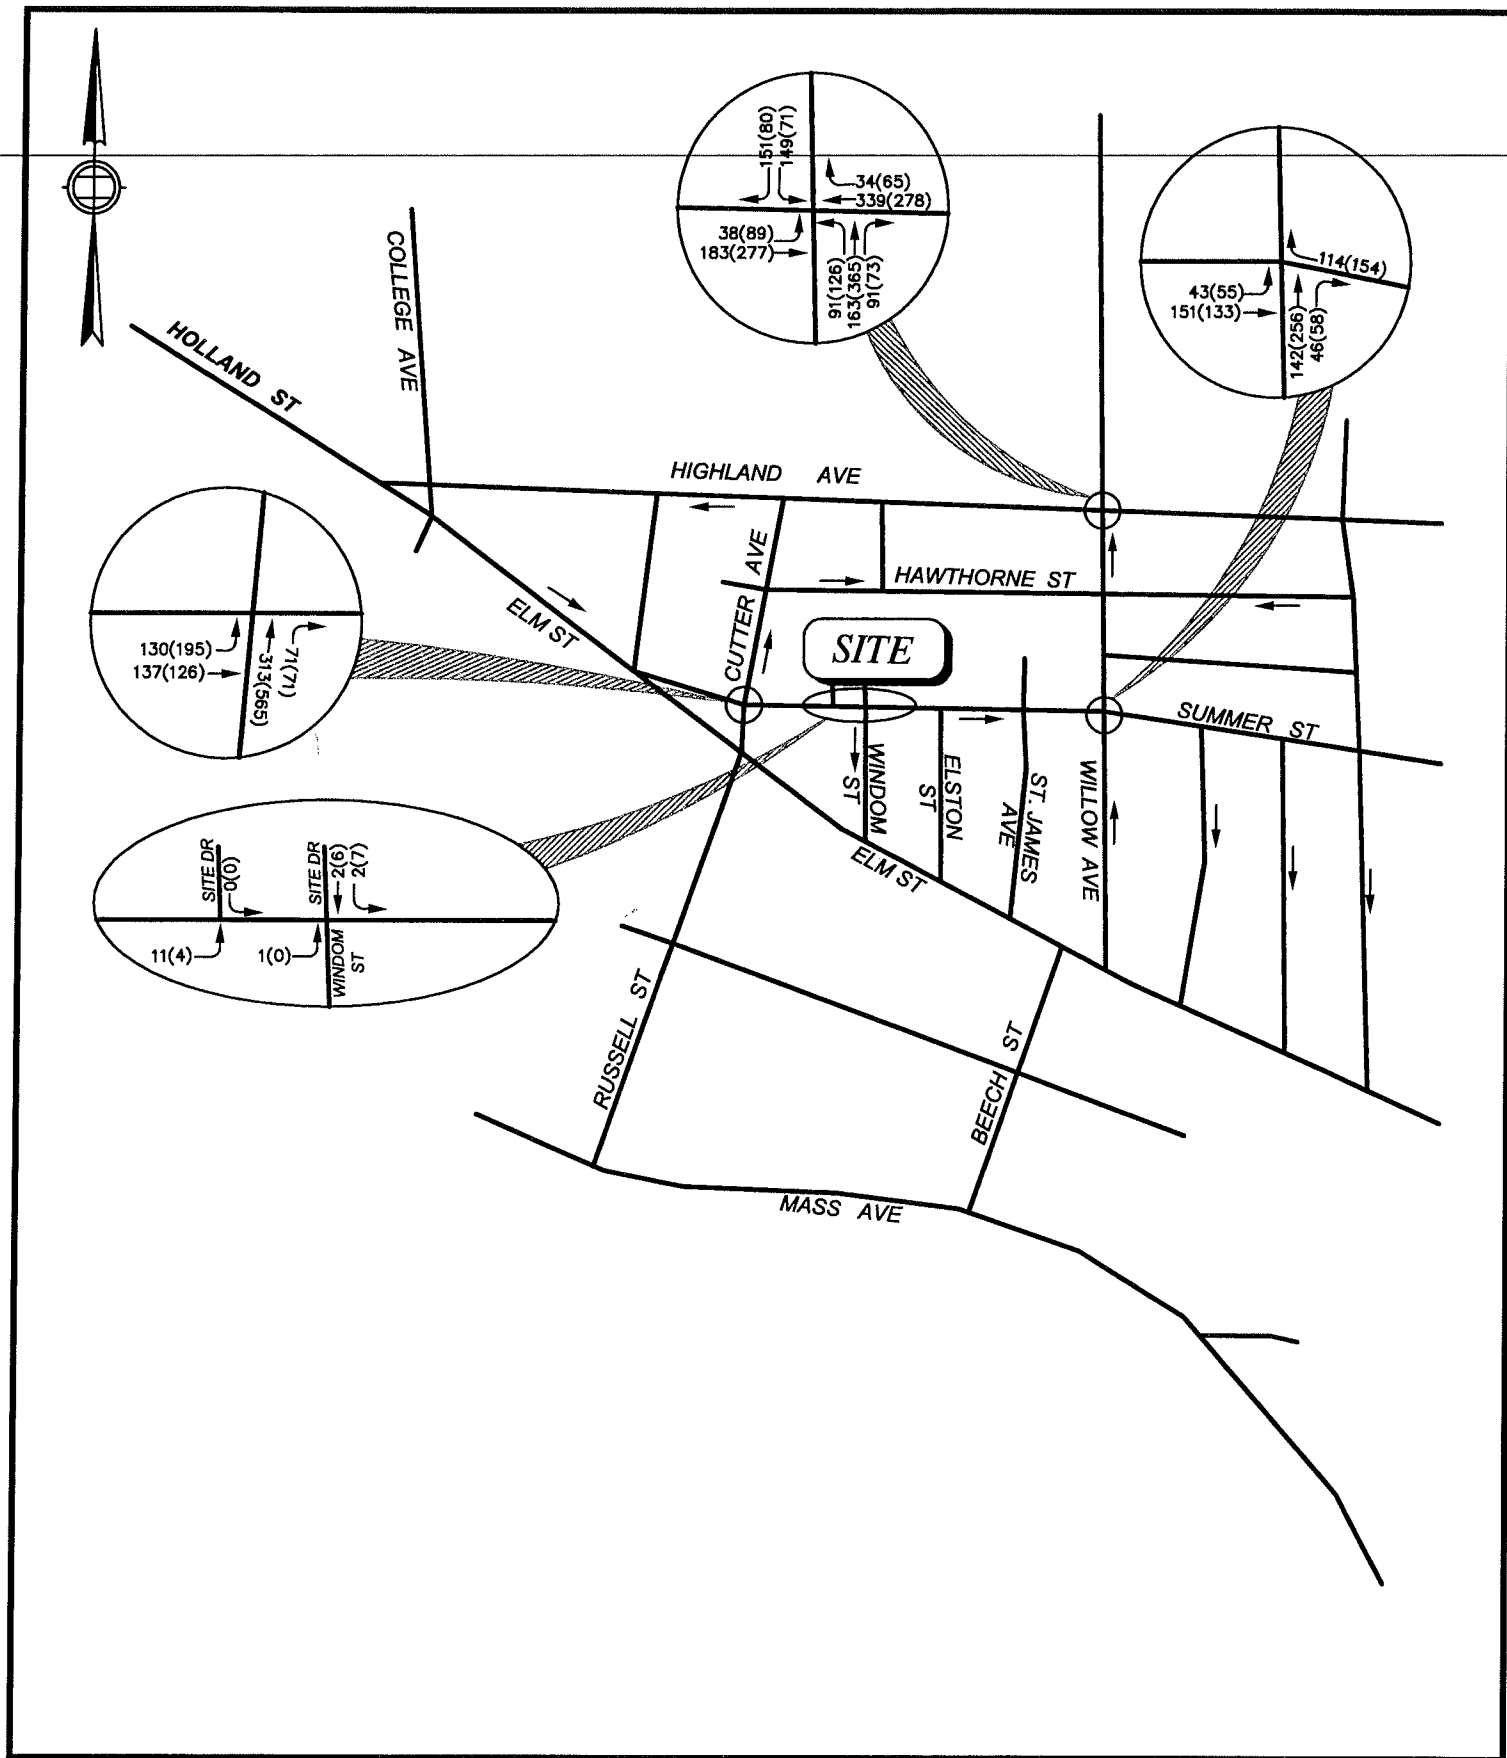 151(80)
149(71)
34(65)
339(278)
38(89)
183(277)
91(126)
163(365)
91(73)
114(154)
43(55)
151(133)
142(256)
46(58)
COLLEGE AVE
HOLLAND ST
HIGHLAND AVE
HAWTHORNE ST
ELM ST
CUTTER AVE
SITE
130(195)
137(126)
313(565)
71(71)
SUMMER ST
WINDOM
ST
ELSTON
ST
ST. JAMES
AVE
WILLOW AVE
ELM ST
SITE DR
0(0)
SITE DR
2(6)
2(7)
11(4)
1(0)
WINDOM
ST
RUSSELL ST
BEECH ST
MASS AVE